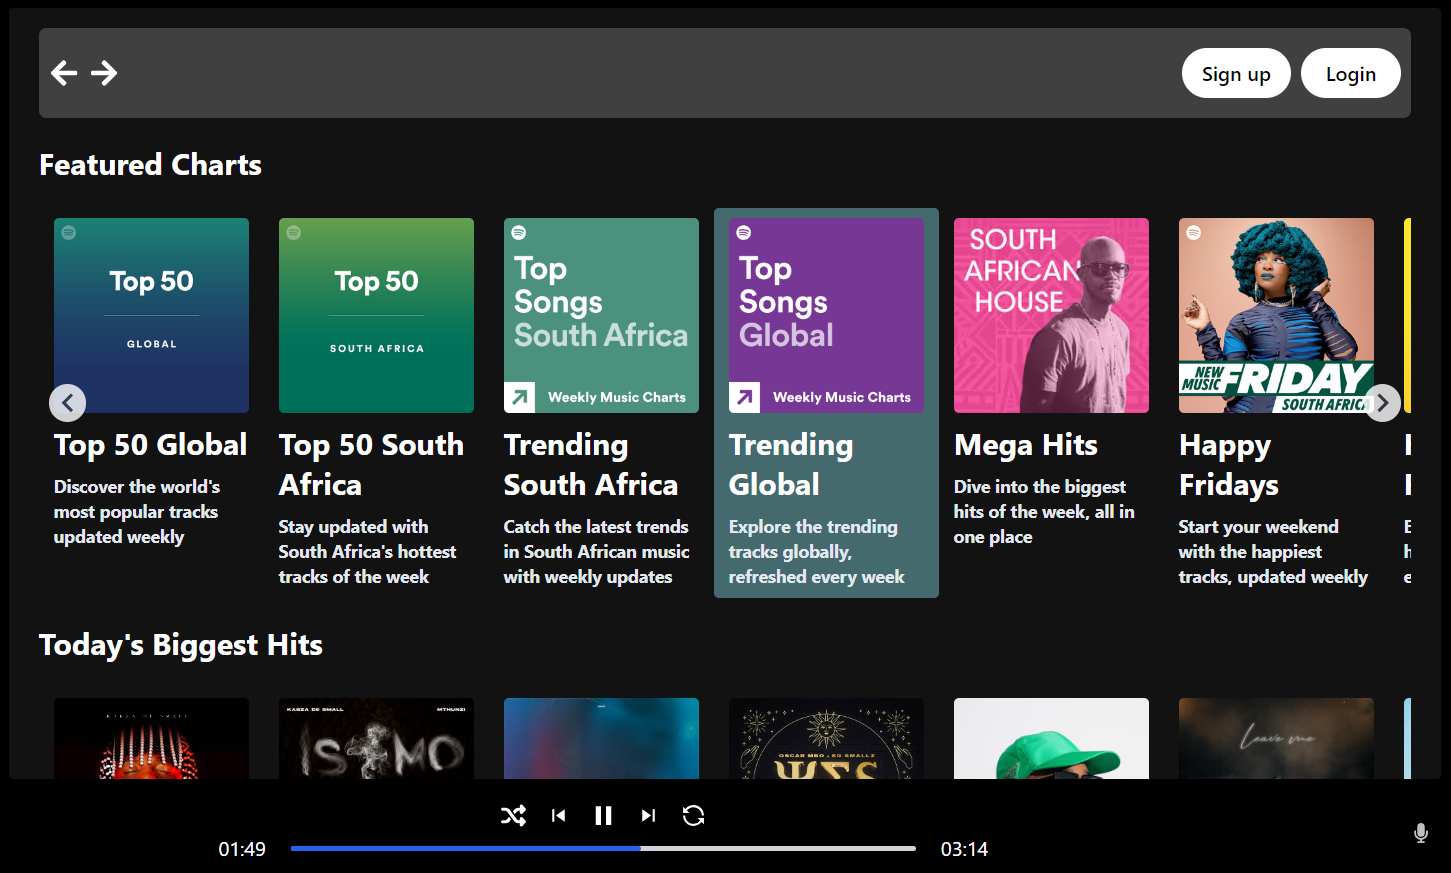 Sign up
Login
Featured Charts
Top 50
GLOBAL
Top 50
SOUTH AFRICA
Top
Songs
South Africa
Weekly Music Charts
Top
Songs
Global
Weekly Music Charts
SOUTH
AFRICAN
HOUSE
NEW
MUSIC
FRIDAY
SOUTH AFRICA
Top 50 Global
Discover the world's
most popular tracks
updated weekly
Top 50 South
Africa
Stay updated with
South Africa's hottest
tracks of the week
Trending
South Africa
Catch the latest trends
in South African music
with weekly updates
Trending
Global
Explore the trending
tracks globally,
refreshed every week
Mega Hits
Dive into the biggest
hits of the week, all in
one place
Happy
Fridays
Start your weekend
with the happiest
tracks, updated weekly
Today's Biggest Hits
KABZA DE SMALL
KABZA DE SMALL
MTHUNZI
ISIMO
OSCAR MBO + KG SMALLZ
YES
Leave me
01:49
03:14